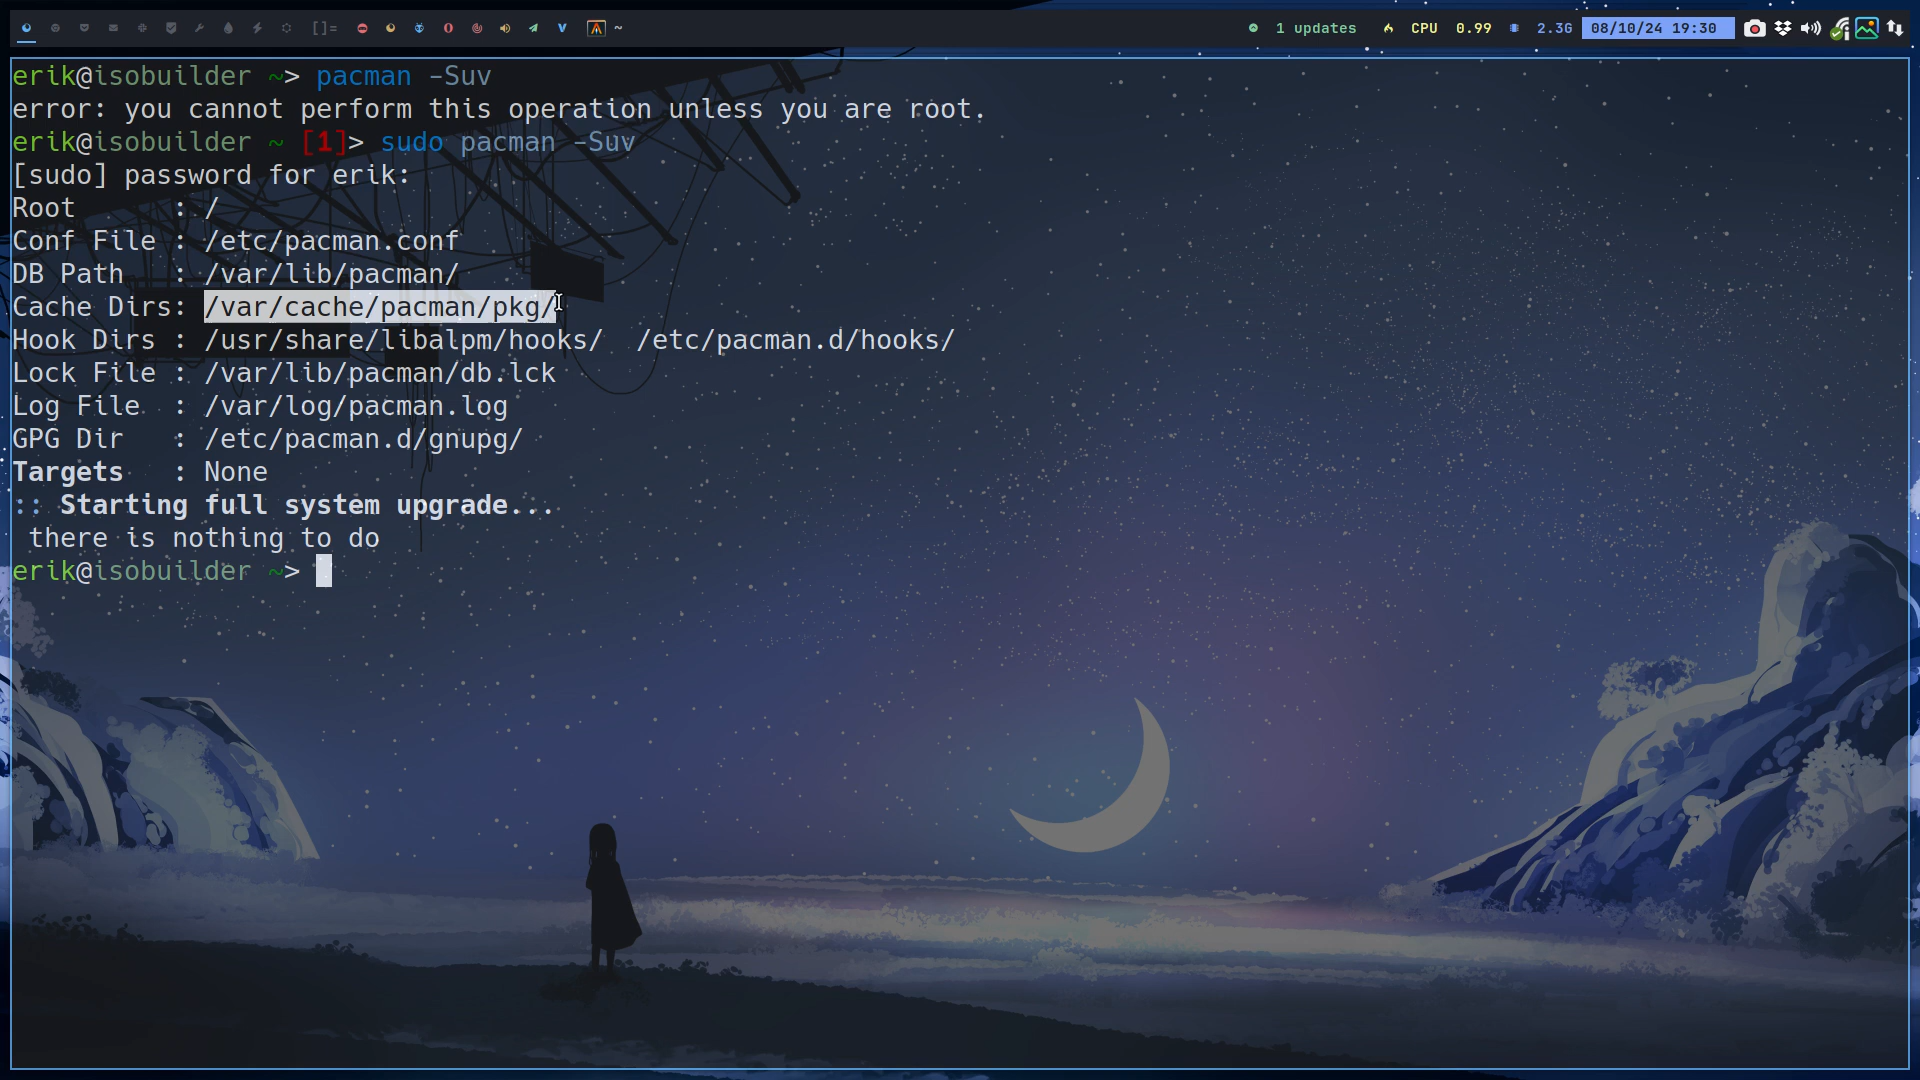 []= V ~ 1 updates CPU 0.99 2.3G 08/10/24 19:30
erik@isobuilder ~> pacman -Suv
error: you cannot perform this operation unless you are root.
erik@isobuilder ~ [1]> sudo pacman -Suv
[sudo] password for erik:
Root      : /
Conf File : /etc/pacman.conf
DB Path   : /var/lib/pacman/
Cache Dirs: /var/cache/pacman/pkg/
Hook Dirs : /usr/share/libalpm/hooks/  /etc/pacman.d/hooks/
Lock File : /var/lib/pacman/db.lck
Log File  : /var/log/pacman.log
GPG Dir   : /etc/pacman.d/gnupg/
Targets   : None
:: Starting full system upgrade...
 there is nothing to do
erik@isobuilder ~>